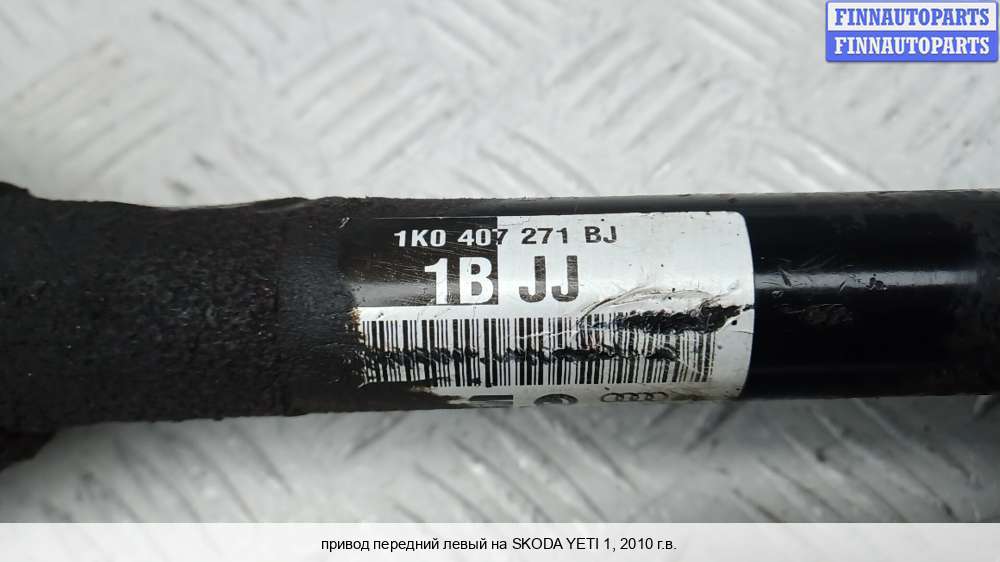 FINNAUTOPARTS
FINNAUTOPARTS
1K0 407 271 BJ
1B JJ
привод передний левый на SKODA YETI 1, 2010 г.в.